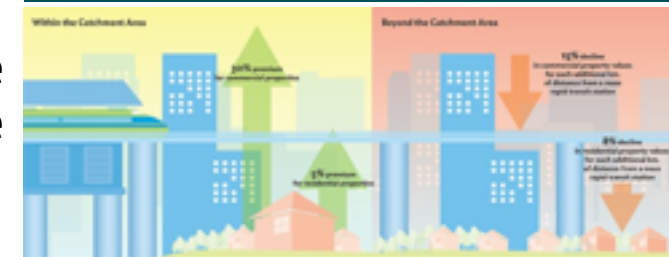 Within the Catchment Area
Beyond the Catchment Area
e
e
premium
for commercial properties
5% premium
for residential properties
15% decline
in commercial property values
for each additional km.
of distance from a mass
rapid transit station
8% decline
in residential property values
for each additional km.
of distance from a mass
rapid transit station